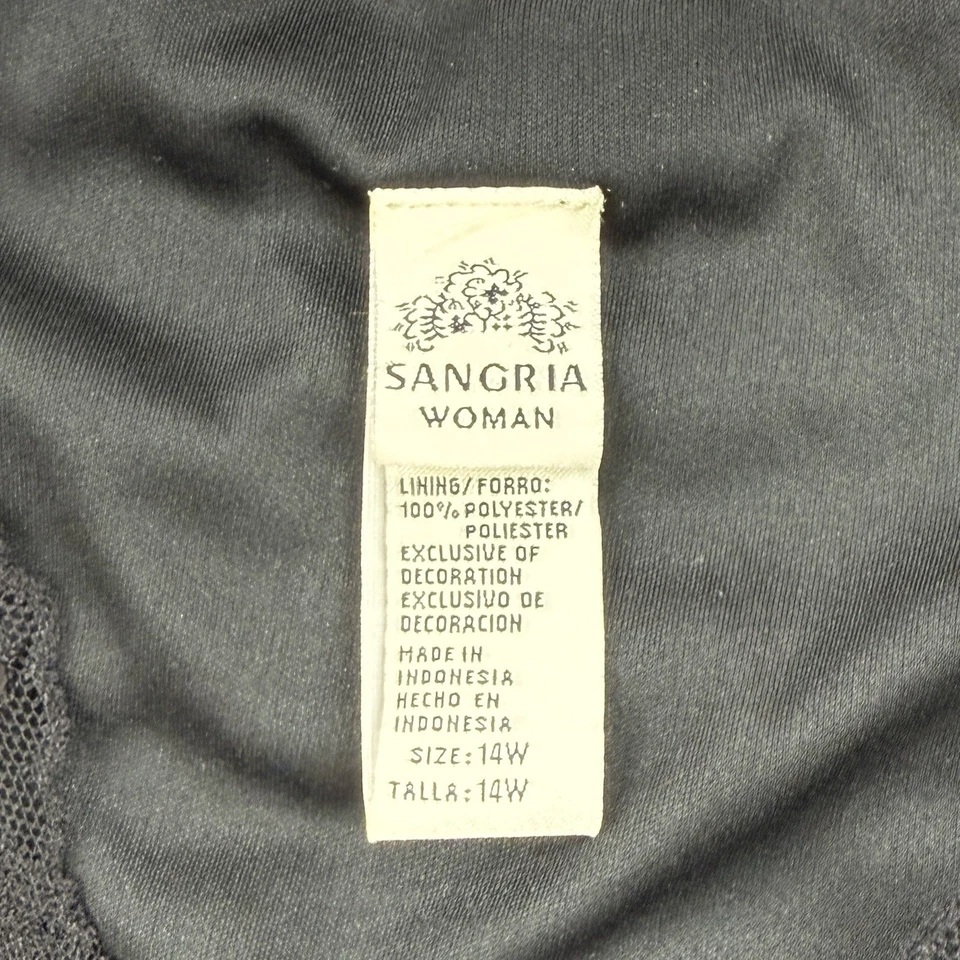 SANGRIA
WOMAN
LINING/FORRO:
100% POLYESTER/
POLIESTER
EXCLUSIVE OF
DECORATION
EXCLUSIVO DE
DECORACION
MADE IN
INDONESIA
HECHO EN
INDONESIA
SIZE: 14W
TALLA: 14W